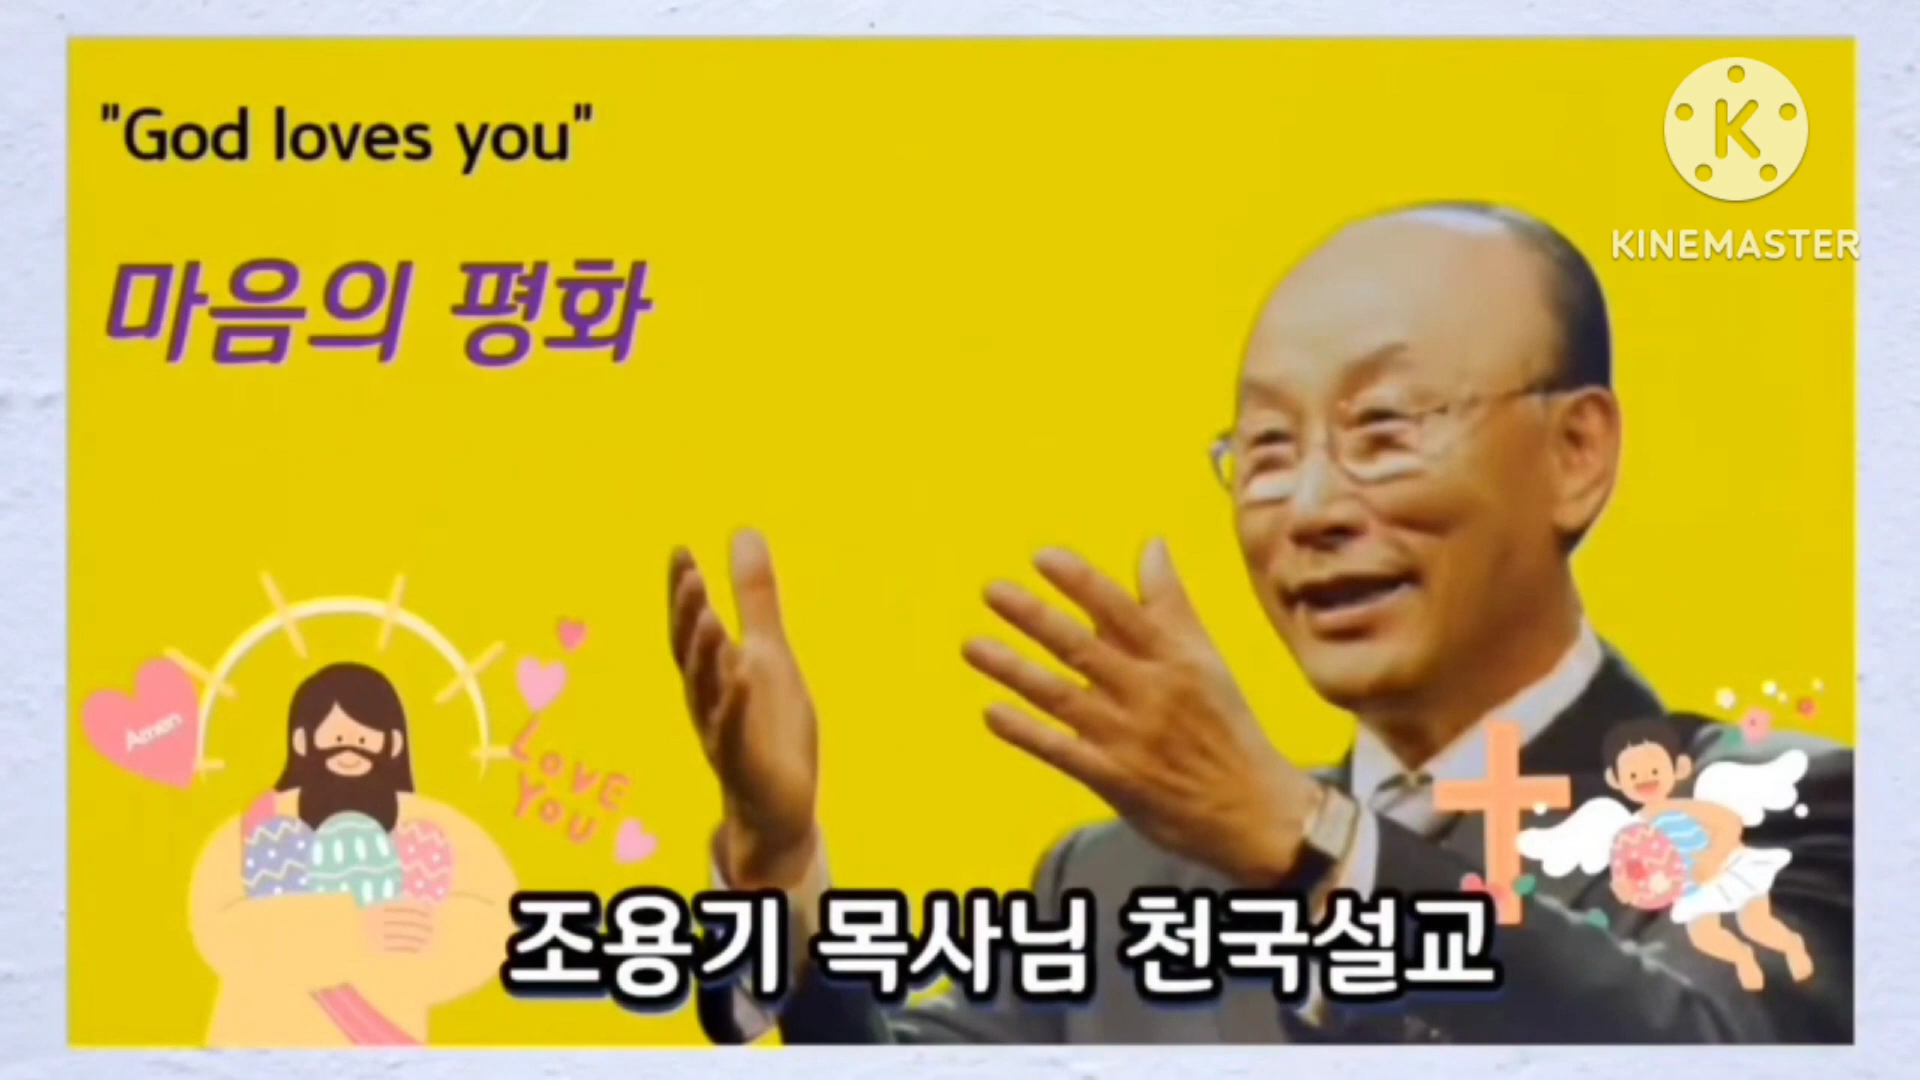 "God loves you"
마음의 평화
K
KINEMASTER
Amen
LOVE
YOU
조용기 목사님 천국설교